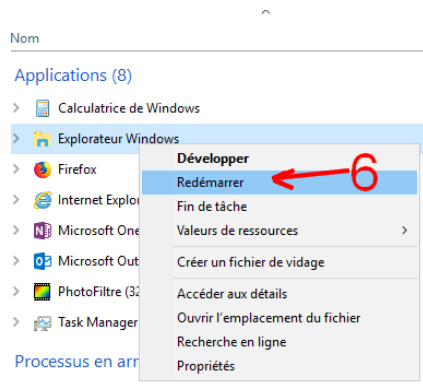 Nom
Applications (8)
Calculatrice de Windows
Explorateur Windows
Développer
Firefox
Redémarrer
6
Internet Explo
Fin de tâche
Microsoft One
Valeurs de ressources
Microsoft Out
Créer un fichier de vidage
PhotoFiltre (32
Accéder aux détails
Task Manager
Ouvrir l'emplacement du fichier
Recherche en ligne
Processus en arr
Propriétés